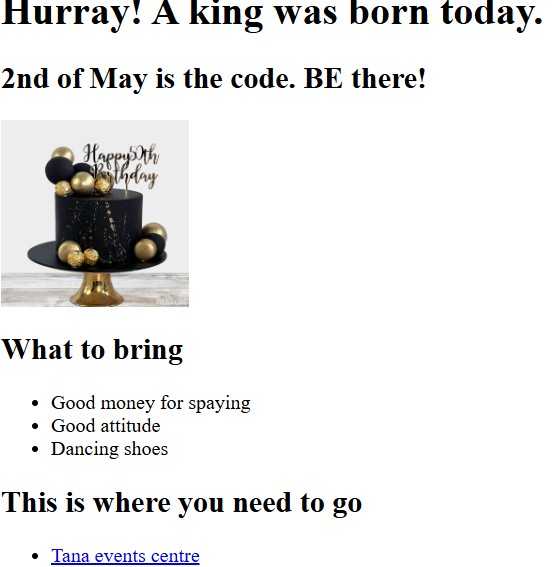 Hurray! A king was born today.
2nd of May is the code. BE there!
Happy 50th
Birthday
What to bring
Good money for spaying
Good attitude
Dancing shoes
This is where you need to go
Tana events centre